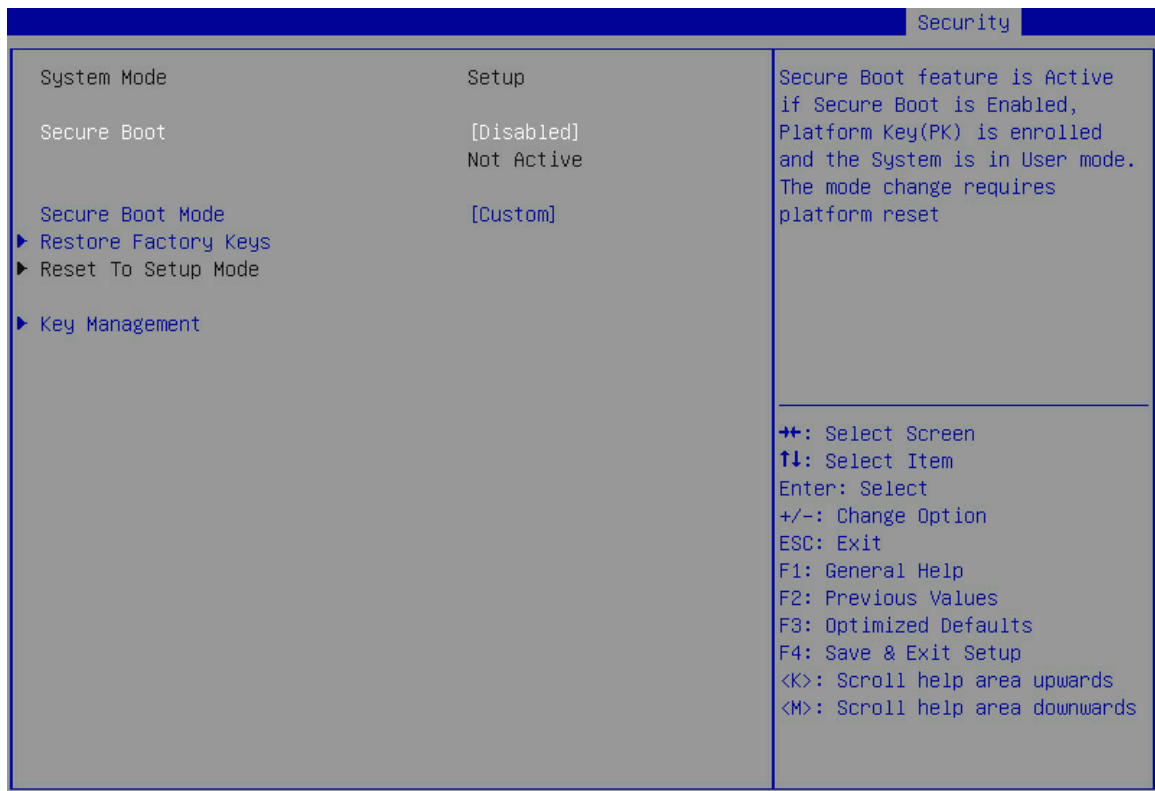 Security
System Mode Setup
Secure Boot [Disabled]
Not Active
Secure Boot Mode [Custom]
Restore Factory Keys
Reset To Setup Mode
Key Management
Secure Boot feature is Active
if Secure Boot is Enabled,
Platform Key(PK) is enrolled
and the System is in User mode.
The mode change requires
platform reset
→←: Select Screen
↑↓: Select Item
Enter: Select
+/-: Change Option
ESC: Exit
F1: General Help
F2: Previous Values
F3: Optimized Defaults
F4: Save & Exit Setup
<K>: Scroll help area upwards
<M>: Scroll help area downwards